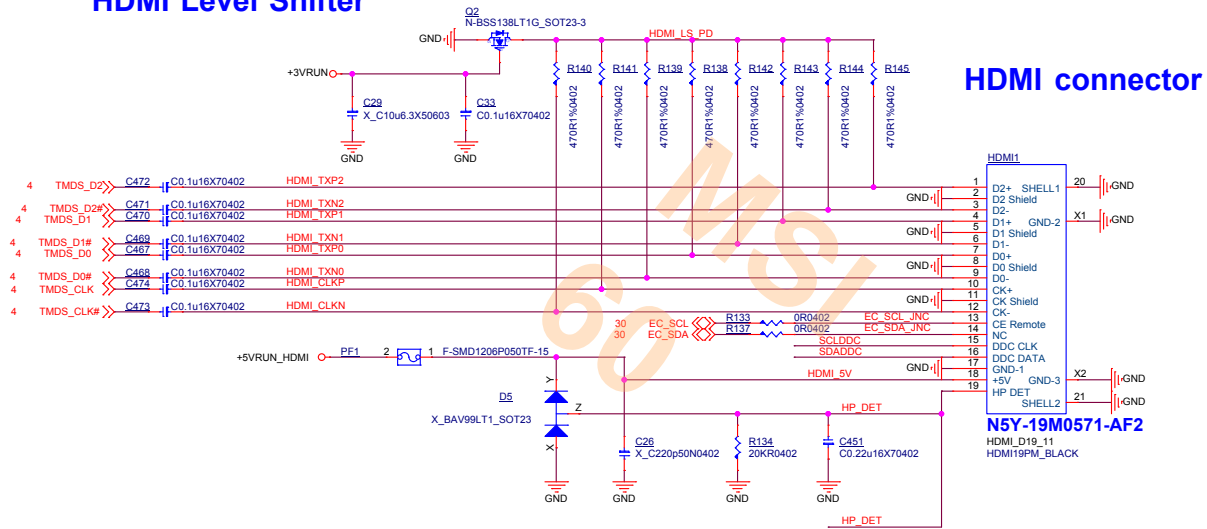 HDMI Level Shifter
Q2
N-BSS138LT1G_SOT23-3
GND
HDMI_LS_PD
+3VRUN
R140
R141
R139
R138
R142
R143
R144
R145
470R1%0402
470R1%0402
470R1%0402
470R1%0402
470R1%0402
470R1%0402
470R1%0402
470R1%0402
HDMI connector
C29
X_C10u6.3X50603
C33
C0.1u16X70402
GND
GND
MSI
60
4 TMDS_D2 C472 C0.1u16X70402 HDMI_TXP2
4 TMDS_D2# C471 C0.1u16X70402 HDMI_TXN2
4 TMDS_D1 C470 C0.1u16X70402 HDMI_TXP1
4 TMDS_D1# C469 C0.1u16X70402 HDMI_TXN1
4 TMDS_D0 C467 C0.1u16X70402 HDMI_TXP0
4 TMDS_D0# C468 C0.1u16X70402 HDMI_TXN0
4 TMDS_CLK C474 C0.1u16X70402 HDMI_CLKP
4 TMDS_CLK# C473 C0.1u16X70402 HDMI_CLKN
30 EC_SCL R133 0R0402 EC_SCL_JNC
30 EC_SDA R137 0R0402 EC_SDA_JNC
SCLDDC
SDADDC
HDMI_5V
HDMI1
1 D2+
GND 2 D2 Shield
3 D2-
4 D1+
GND 5 D1 Shield
6 D1-
7 D0+
GND 8 D0 Shield
9 D0-
10 CK+
GND 11 CK Shield
12 CK-
13 CE Remote
14 NC
15 DDC CLK
16 DDC DATA
GND 17 GND-1
18 +5V
19 HP DET
SHELL1 20 GND
GND-2 X1 GND
GND-3 X2 GND
SHELL2 21 GND
N5Y-19M0571-AF2
HDMI_D19_11
HDMI19PM_BLACK
+5VRUN_HDMI PF1 2 1 F-SMD1206P050TF-15
D5
X_BAV99LT1_SOT23
Y
Z
X
HP_DET
C26
X_C220p50N0402
R134
20KR0402
C451
C0.22u16X70402
GND
GND
GND
GND
HP_DET